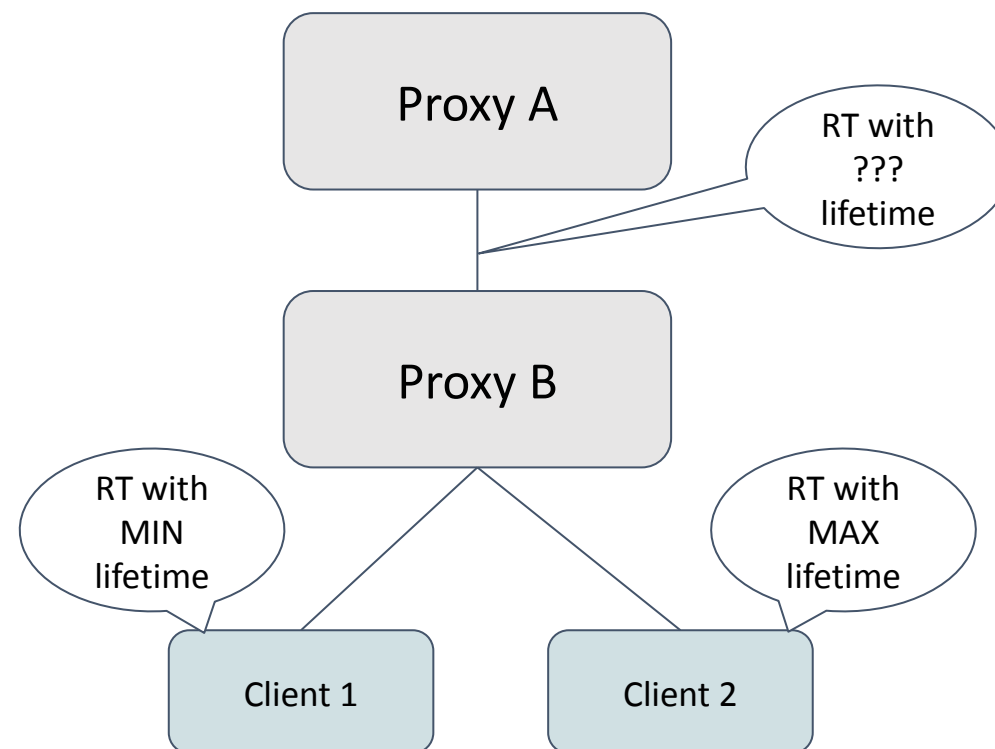 Proxy A
RT with
???
lifetime
Proxy B
RT with
MIN
lifetime
RT with
MAX
lifetime
Client 1
Client 2